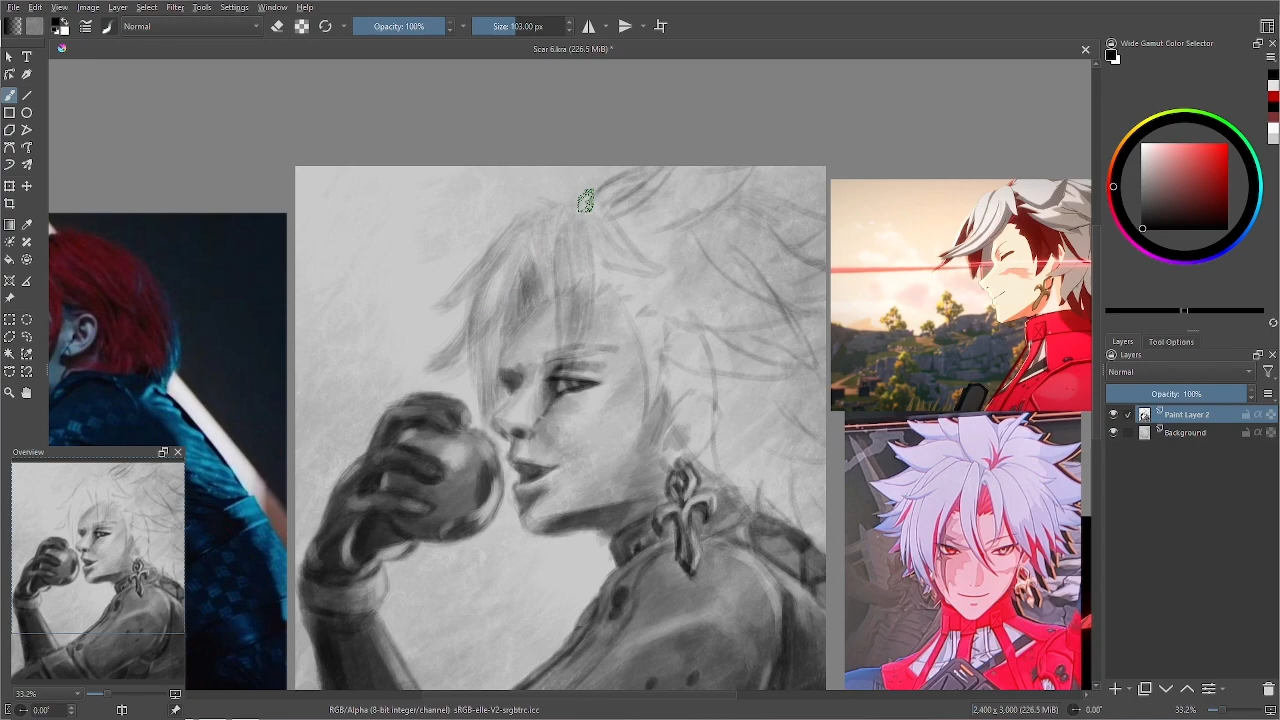 File Edit View Image Layer Select Filter Tools Settings Window Help
Normal Opacity: 100% Size: 103.00 px
Scar 6.kra (226.5 MiB) *
Wide Gamut Color Selector
Layers Tool Options
Layers
Normal
Opacity: 100%
Paint Layer 2
Background
Overview
33.2%
0.00°
RGB/Alpha (8-bit integer/channel) sRGB-elle-V2-srgbtrc.icc
2,400 x 3,000 (226.5 MiB)
0.00°
33.2%